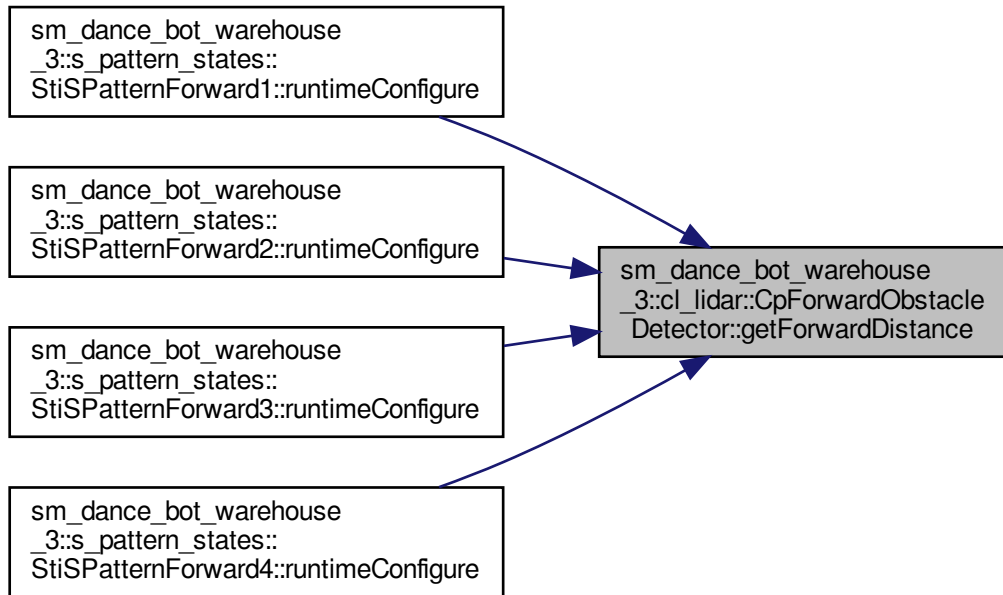 sm_dance_bot_warehouse
_3::s_pattern_states::
StiSPatternForward1::runtimeConfigure
sm_dance_bot_warehouse
_3::s_pattern_states::
StiSPatternForward2::runtimeConfigure
sm_dance_bot_warehouse
_3::cl_lidar::CpForwardObstacle
Detector::getForwardDistance
sm_dance_bot_warehouse
_3::s_pattern_states::
StiSPatternForward3::runtimeConfigure
sm_dance_bot_warehouse
_3::s_pattern_states::
StiSPatternForward4::runtimeConfigure